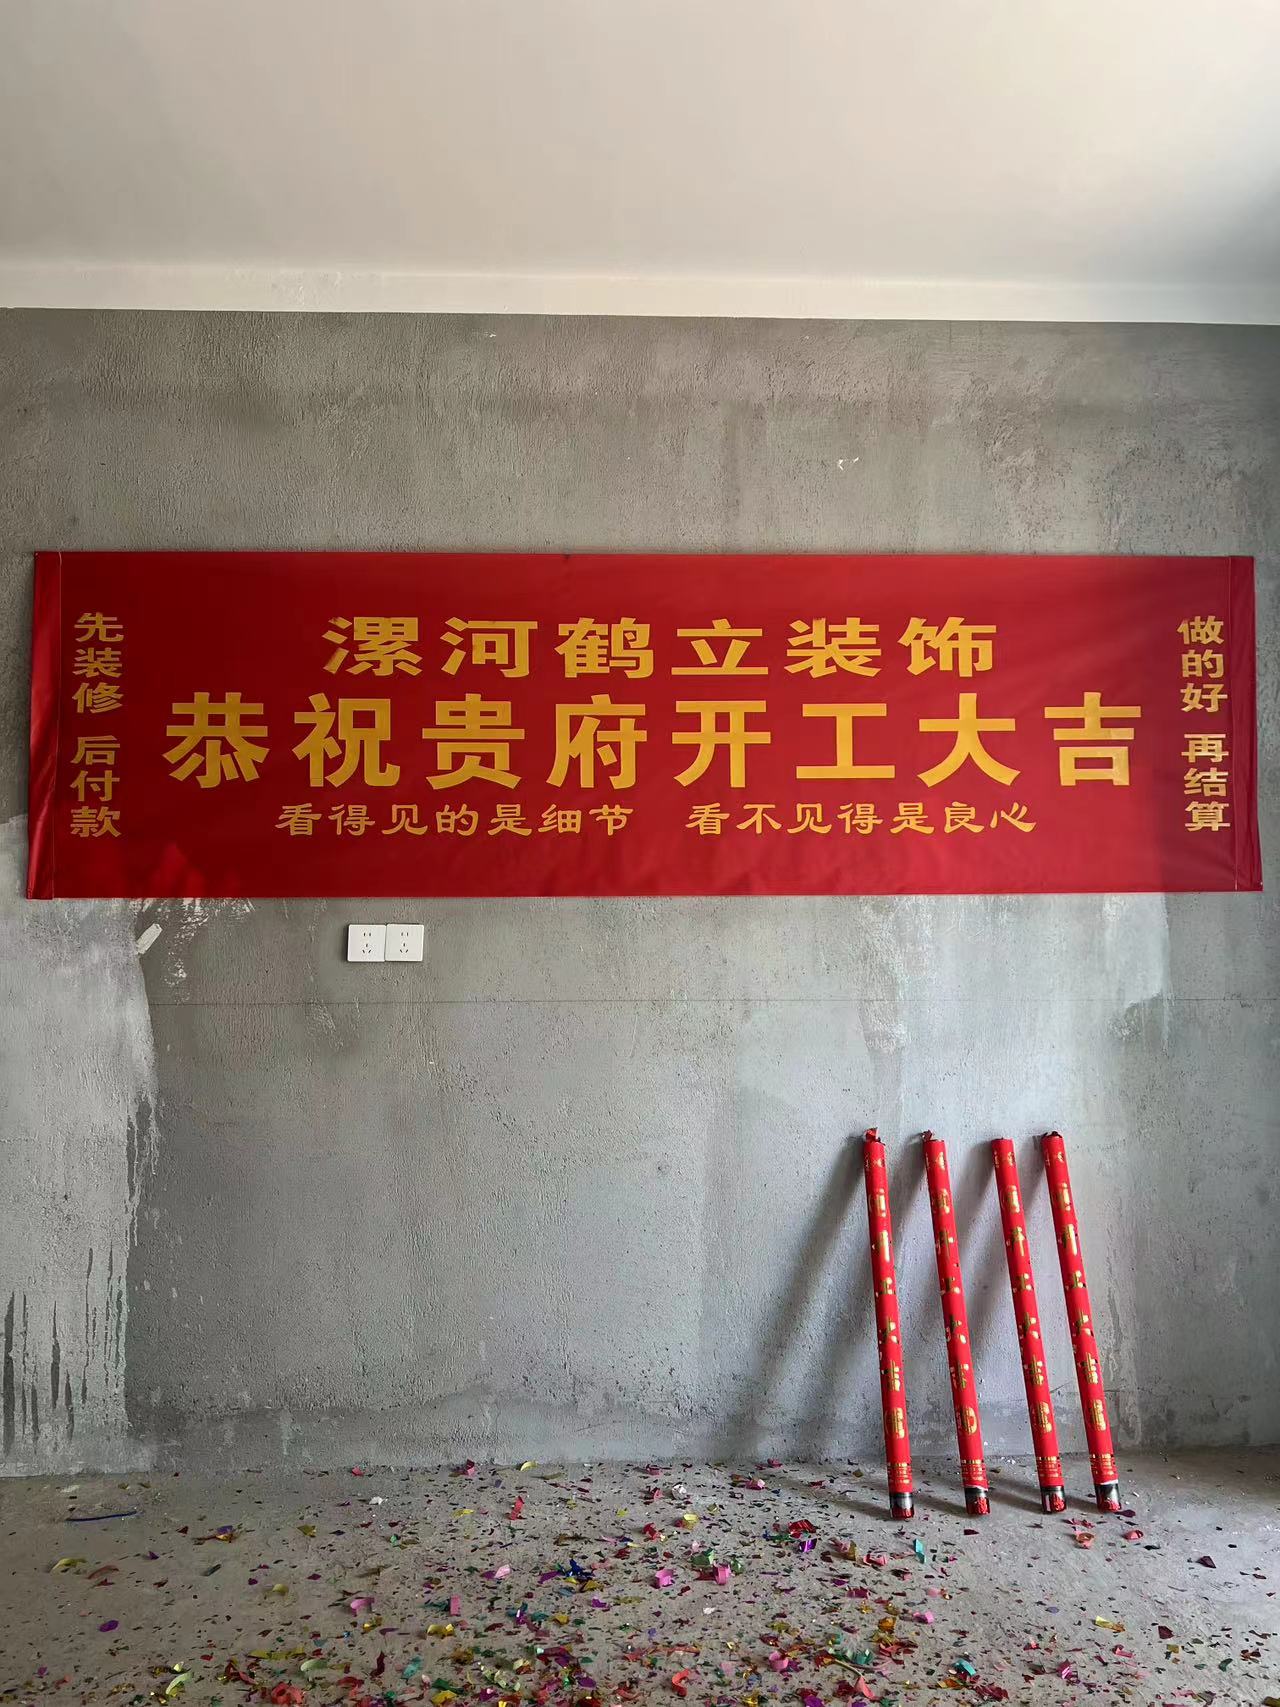 先装修 后付款
漯河鹤立装饰
恭祝贵府开工大吉
看得见的是细节 看不见得是良心
做的好 再结算